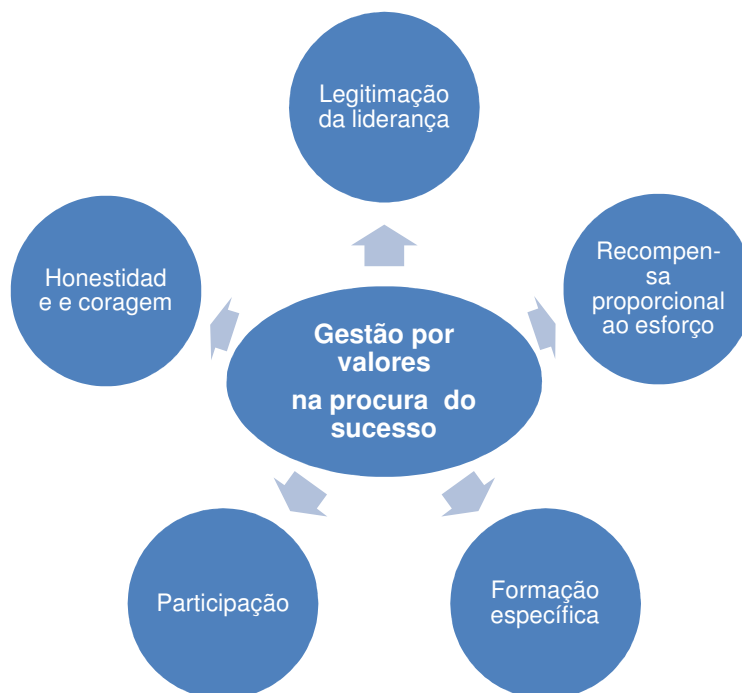 Legitimação
da liderança
Honestidad
e e coragem
Recompen-
sa
proporcional
ao esforço
Gestão por
valores
na procura do
sucesso
Participação
Formação
específica